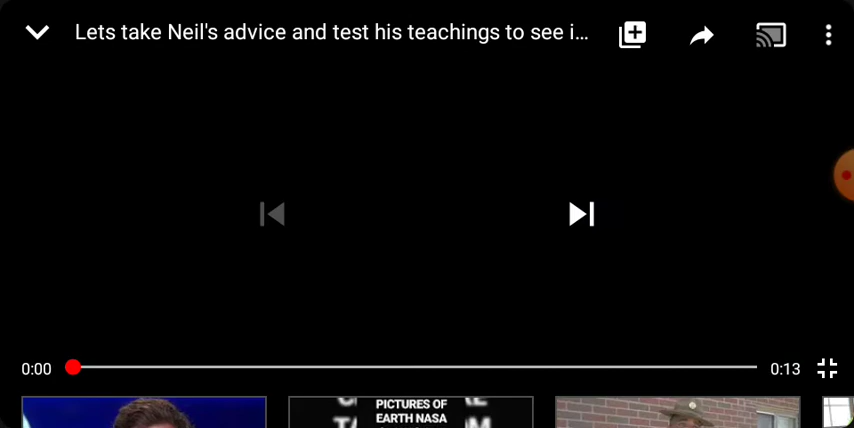 Lets take Neil's advice and test his teachings to see i...
0:00
0:13
PICTURES OF
EARTH NASA